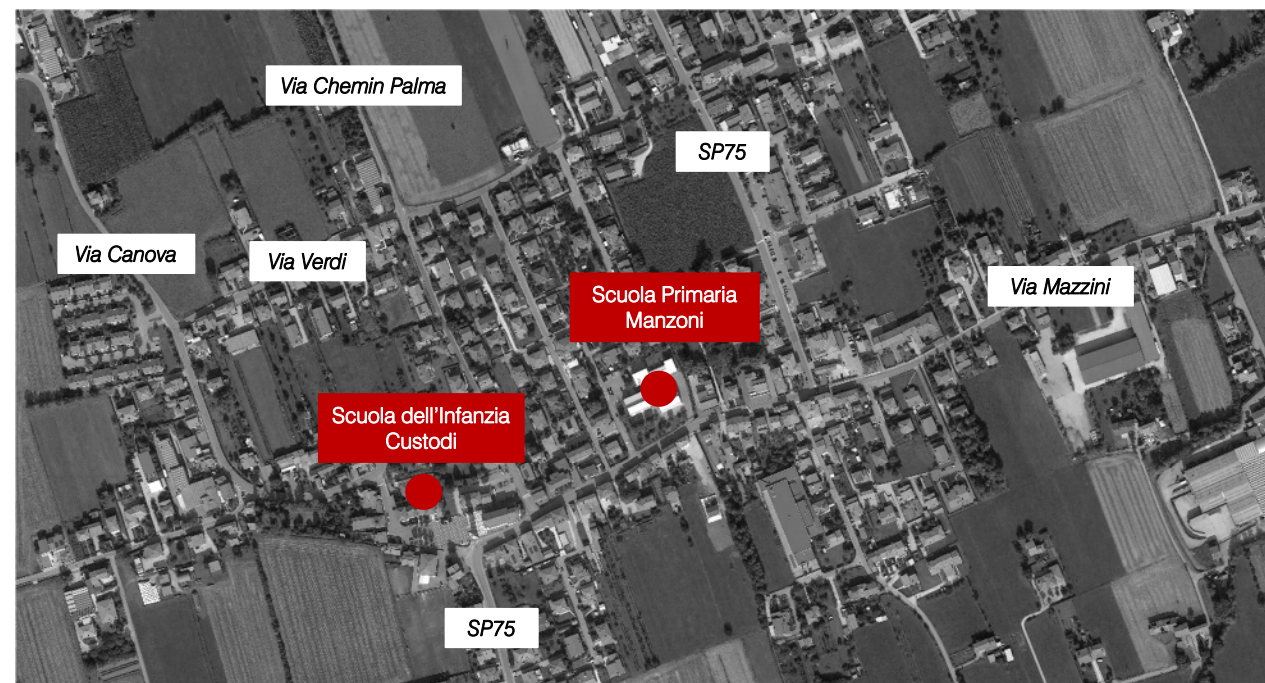 Via Chemin Palma
SP75
Via Canova
Via Verdi
Scuola Primaria
Manzoni
Via Mazzini
Scuola dell'Infanzia
Custodi
SP75